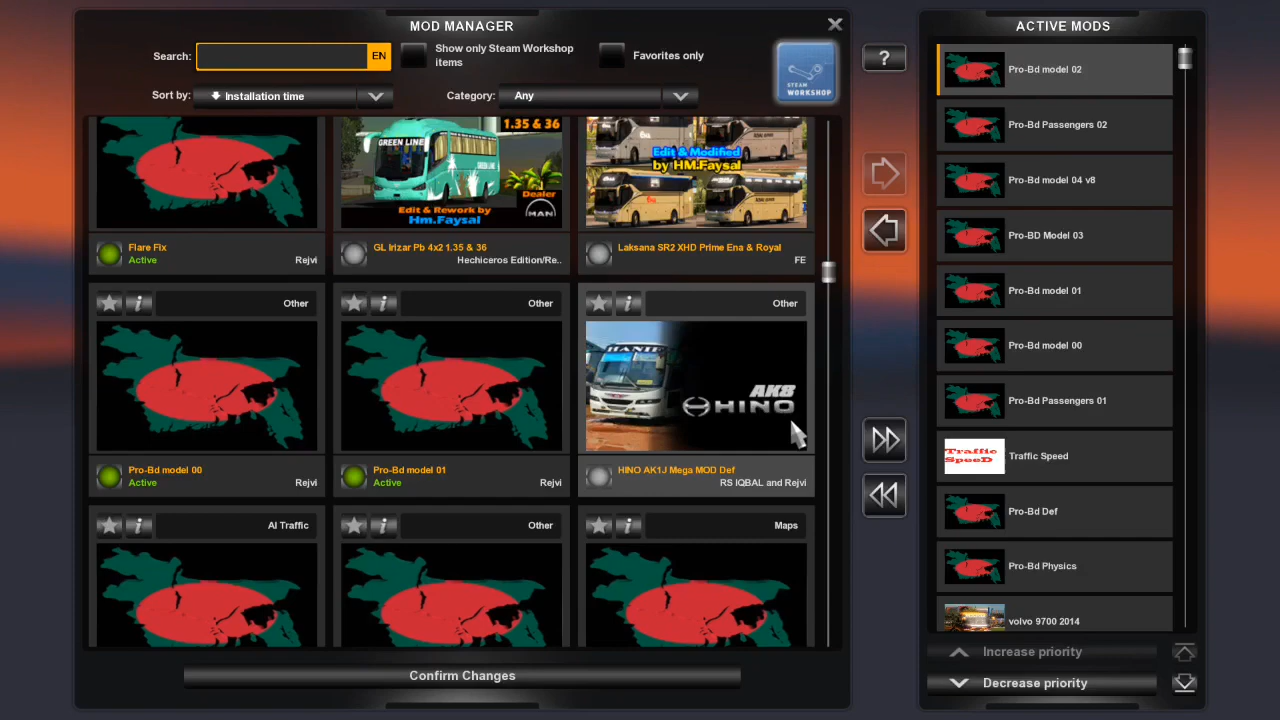 MOD MANAGER
Search:
EN
Show only Steam Workshop
items
Favorites only
STEAM
WORKSHOP
Sort by:
Installation time
Category:
Any
1.35 & 36
GREEN LINE
Edit & Rework by
Hm.Faysal
Dealer
MAN
Edit & Modified
by HM.Faysal
Flare Fix
Active
Rejvi
GL Irizar Pb 4x2 1.35 & 36
Hechiceros Edition/Re..
Laksana SR2 XHD Prime Ena & Royal
FE
Other
Other
Other
HANIF
AK8
HINO
Pro-Bd model 00
Active
Rejvi
Pro-Bd model 01
Active
Rejvi
HINO AK1J Mega MOD Def
RS IQBAL and Rejvi
AI Traffic
Other
Maps
Confirm Changes
?
ACTIVE MODS
Pro-Bd model 02
Pro-Bd Passengers 02
Pro-Bd model 04 v8
Pro-BD Model 03
Pro-Bd model 01
Pro-Bd model 00
Pro-Bd Passengers 01
Traffic
SpeeD
Traffic Speed
Pro-Bd Def
Pro-Bd Physics
volvo 9700 2014
Increase priority
Decrease priority